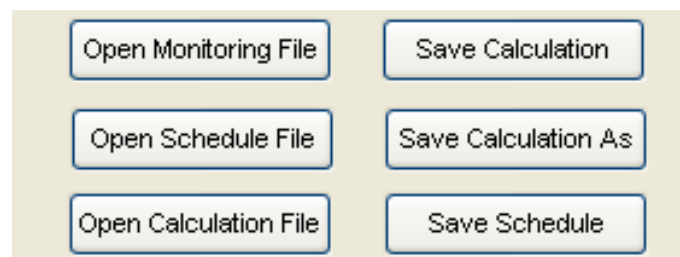 Open Monitoring File
Save Calculation
Open Schedule File
Save Calculation As
Open Calculation File
Save Schedule